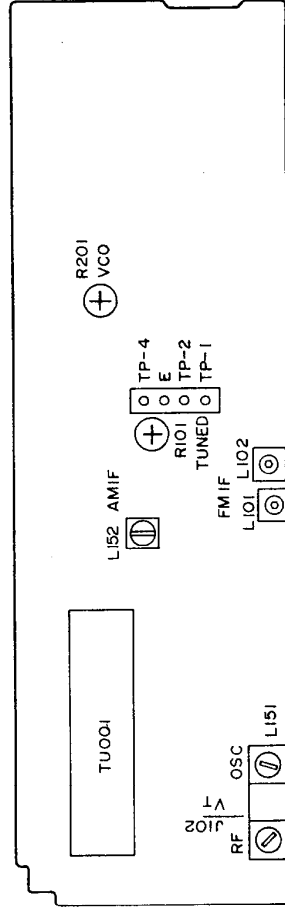 R201
VCO
TP-4
E
TP-2
TP-1
R101
TUNED
L152 AMIF
FMIF
L101
L102
TU001
J102
VT
RF
OSC
L151